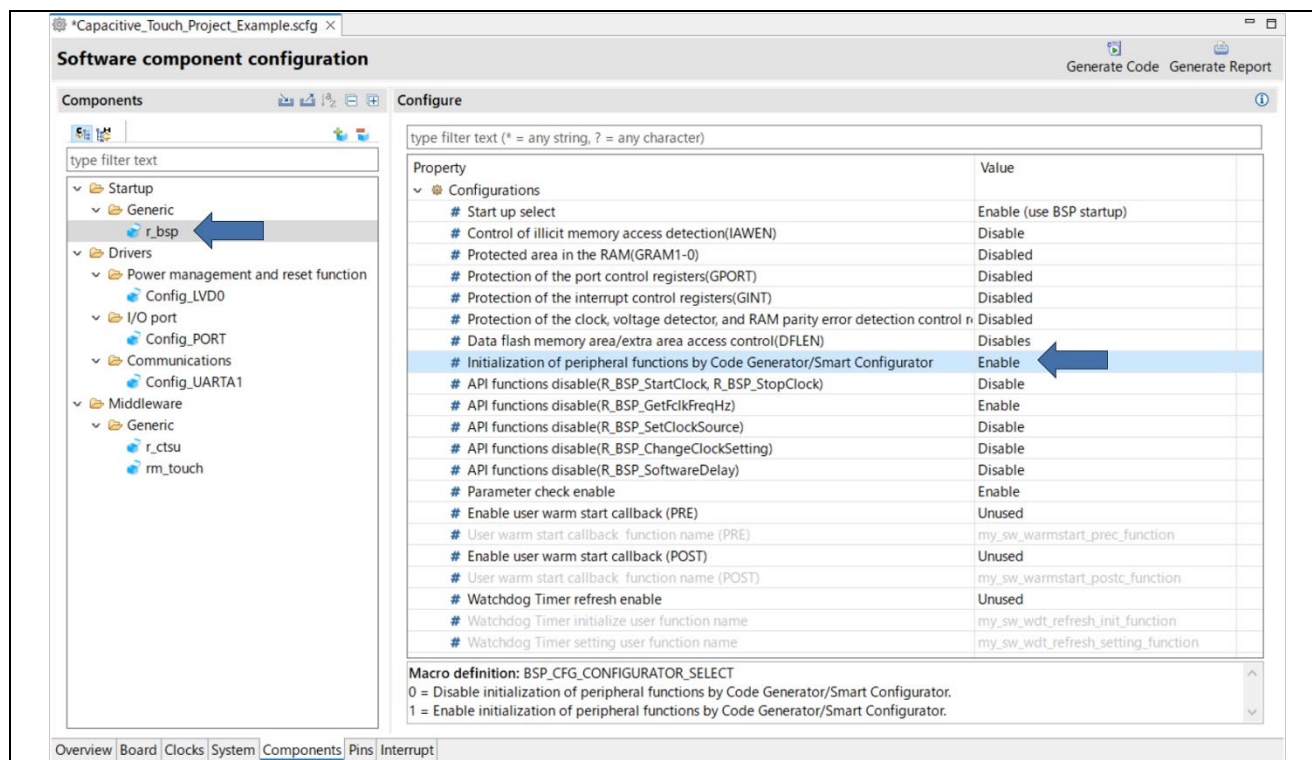 *Capacitive_Touch_Project_Example.scfg
Software component configuration
Generate Code Generate Report
Components
Configure
type filter text (* = any string, ? = any character)
type filter text
Startup
Generic
r_bsp
Drivers
Power management and reset function
Config_LVD0
I/O port
Config_PORT
Communications
Config_UARTA1
Middleware
Generic
r_ctsu
rm_touch
Property Value
Configurations
# Start up select Enable (use BSP startup)
# Control of illicit memory access detection(IAWEN) Disable
# Protected area in the RAM(GRAM1-0) Disabled
# Protection of the port control registers(GPORT) Disabled
# Protection of the interrupt control registers(GINT) Disabled
# Protection of the clock, voltage detector, and RAM parity error detection control r Disabled
# Data flash memory area/extra area access control(DFLEN) Disables
# Initialization of peripheral functions by Code Generator/Smart Configurator Enable
# API functions disable(R_BSP_StartClock, R_BSP_StopClock) Disable
# API functions disable(R_BSP_GetFclkFreqHz) Enable
# API functions disable(R_BSP_SetClockSource) Disable
# API functions disable(R_BSP_ChangeClockSetting) Disable
# API functions disable(R_BSP_SoftwareDelay) Disable
# Parameter check enable Enable
# Enable user warm start callback (PRE) Unused
# User warm start callback function name (PRE) my_sw_warmstart_prec_function
# Enable user warm start callback (POST) Unused
# User warm start callback function name (POST) my_sw_warmstart_postc_function
# Watchdog Timer refresh enable Unused
# Watchdog Timer initialize user function name my_sw_wdt_refresh_init_function
# Watchdog Timer setting user function name my_sw_wdt_refresh_setting_function
Macro definition: BSP_CFG_CONFIGURATOR_SELECT
0 = Disable initialization of peripheral functions by Code Generator/Smart Configurator.
1 = Enable initialization of peripheral functions by Code Generator/Smart Configurator.
Overview Board Clocks System Components Pins Interrupt